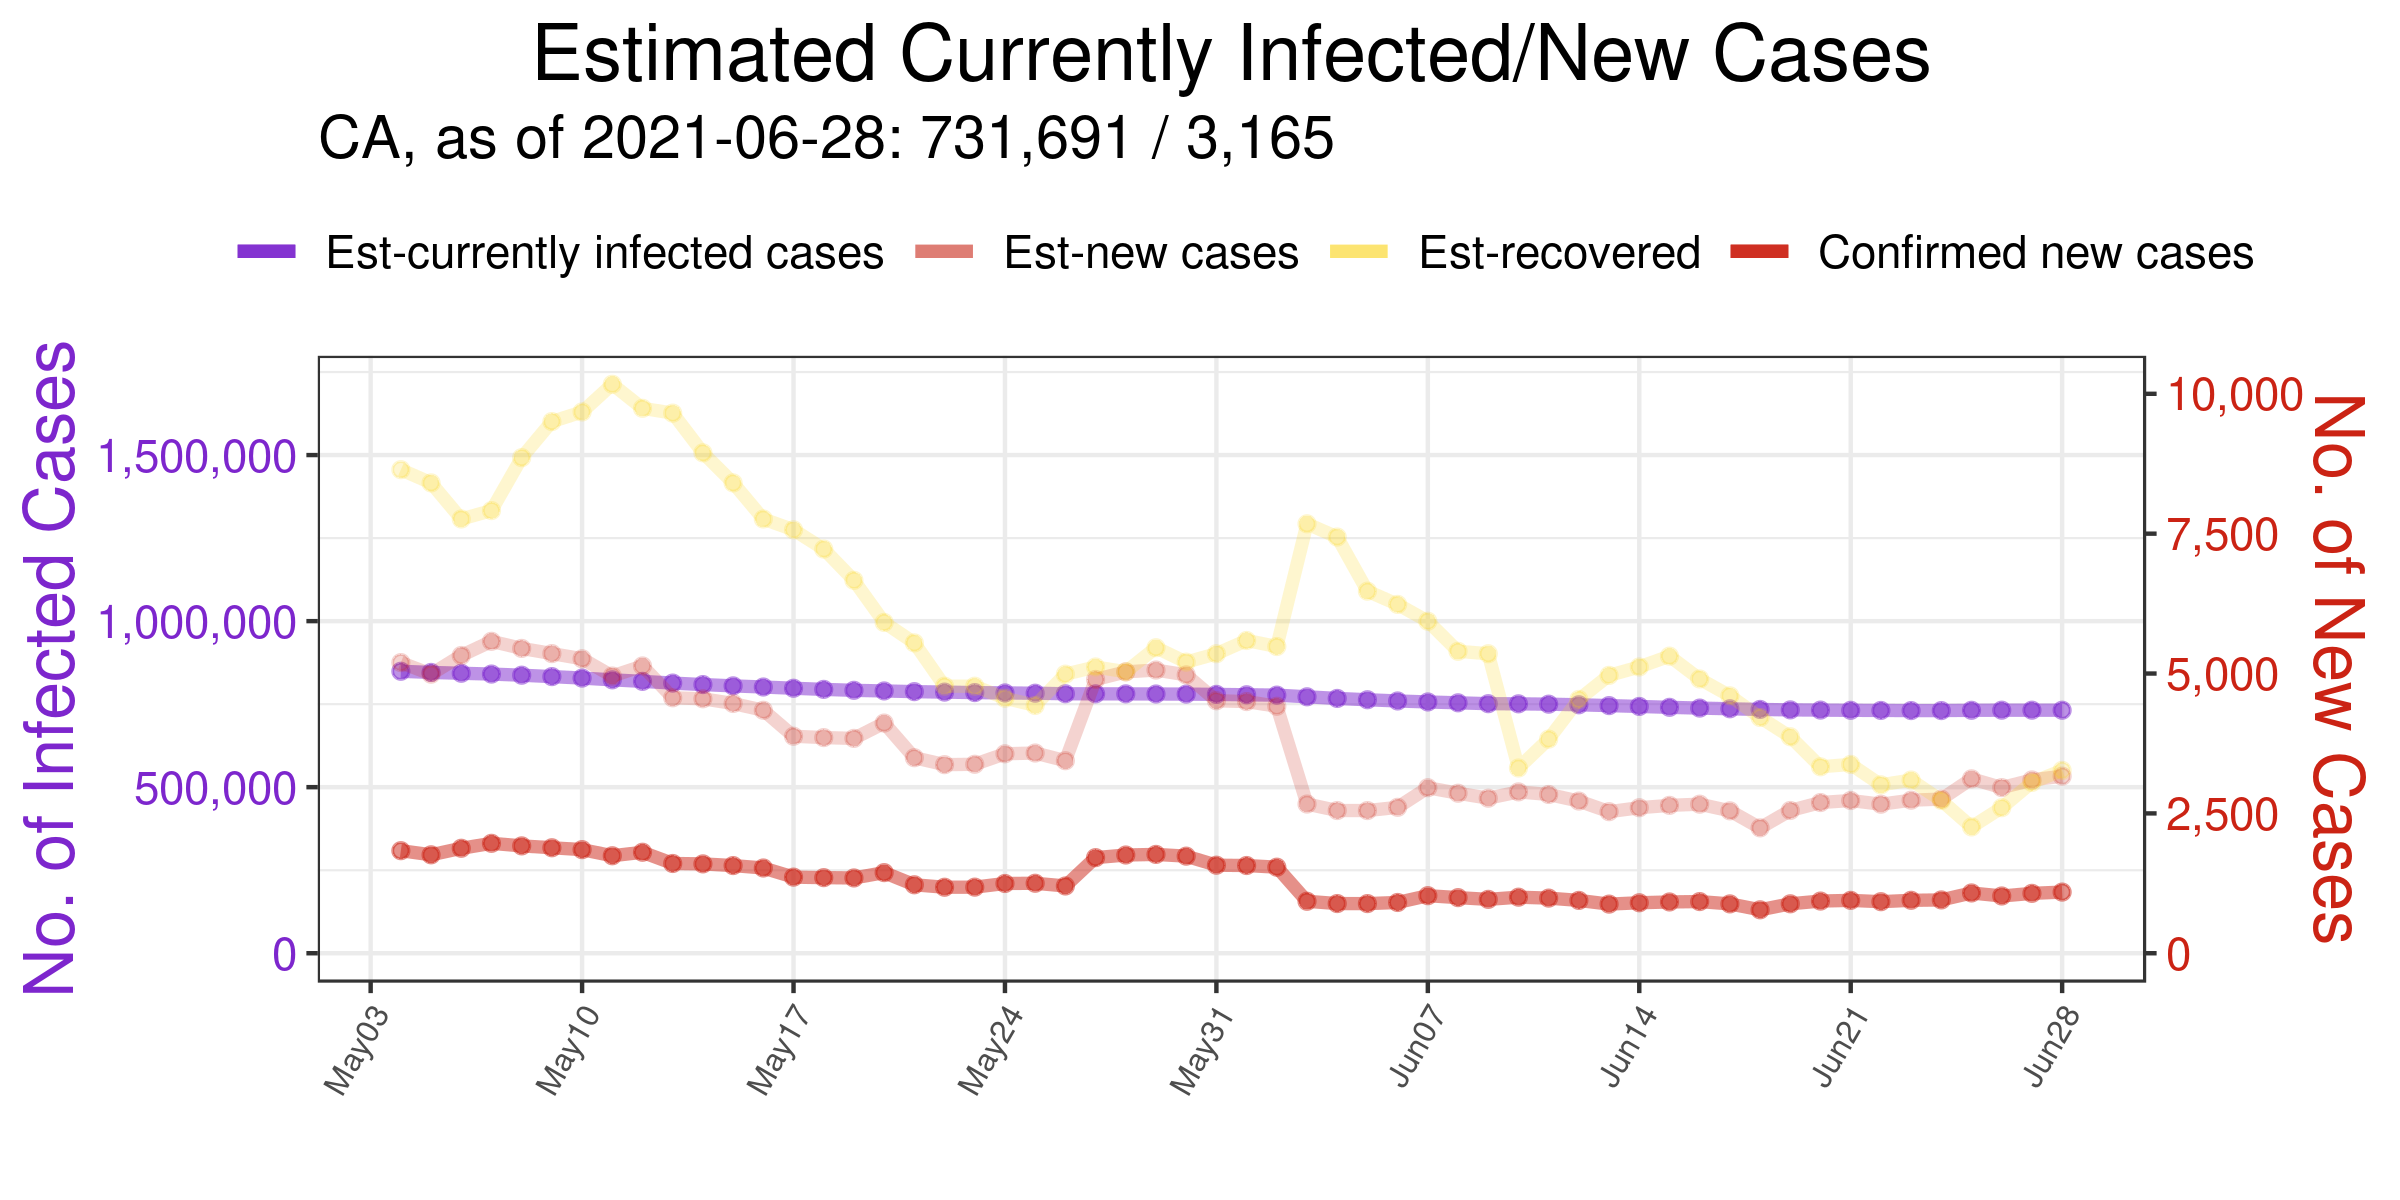 Estimated Currently Infected/New Cases
CA, as of 2021-06-28: 731,691 / 3,165
Est-currently infected cases Est-new cases Est-recovered Confirmed new cases
No. of Infected Cases
1,500,000
1,000,000
500,000
0
10,000
7,500
5,000
2,500
0
No. of New Cases
May03 May10 May17 May24 May31 Jun07 Jun14 Jun21 Jun28